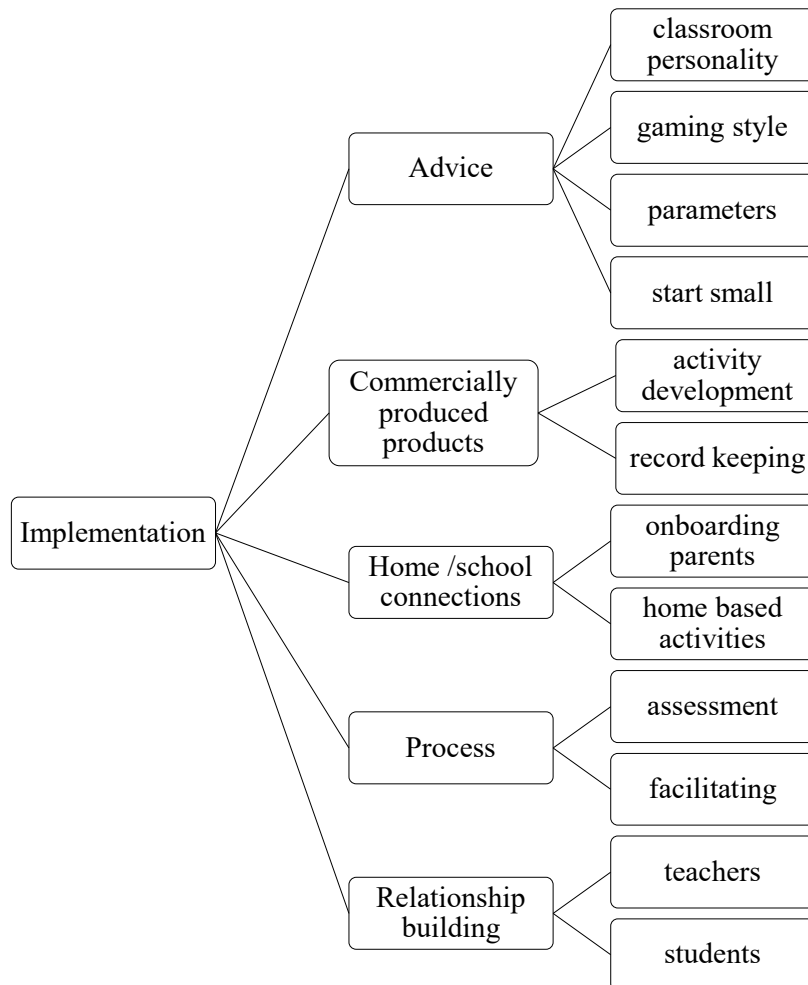 Implementation
Advice
classroom
personality
gaming style
parameters
start small
Commercially
produced
products
activity
development
record keeping
Home /school
connections
onboarding
parents
home based
activities
Process
assessment
facilitating
Relationship
building
teachers
students